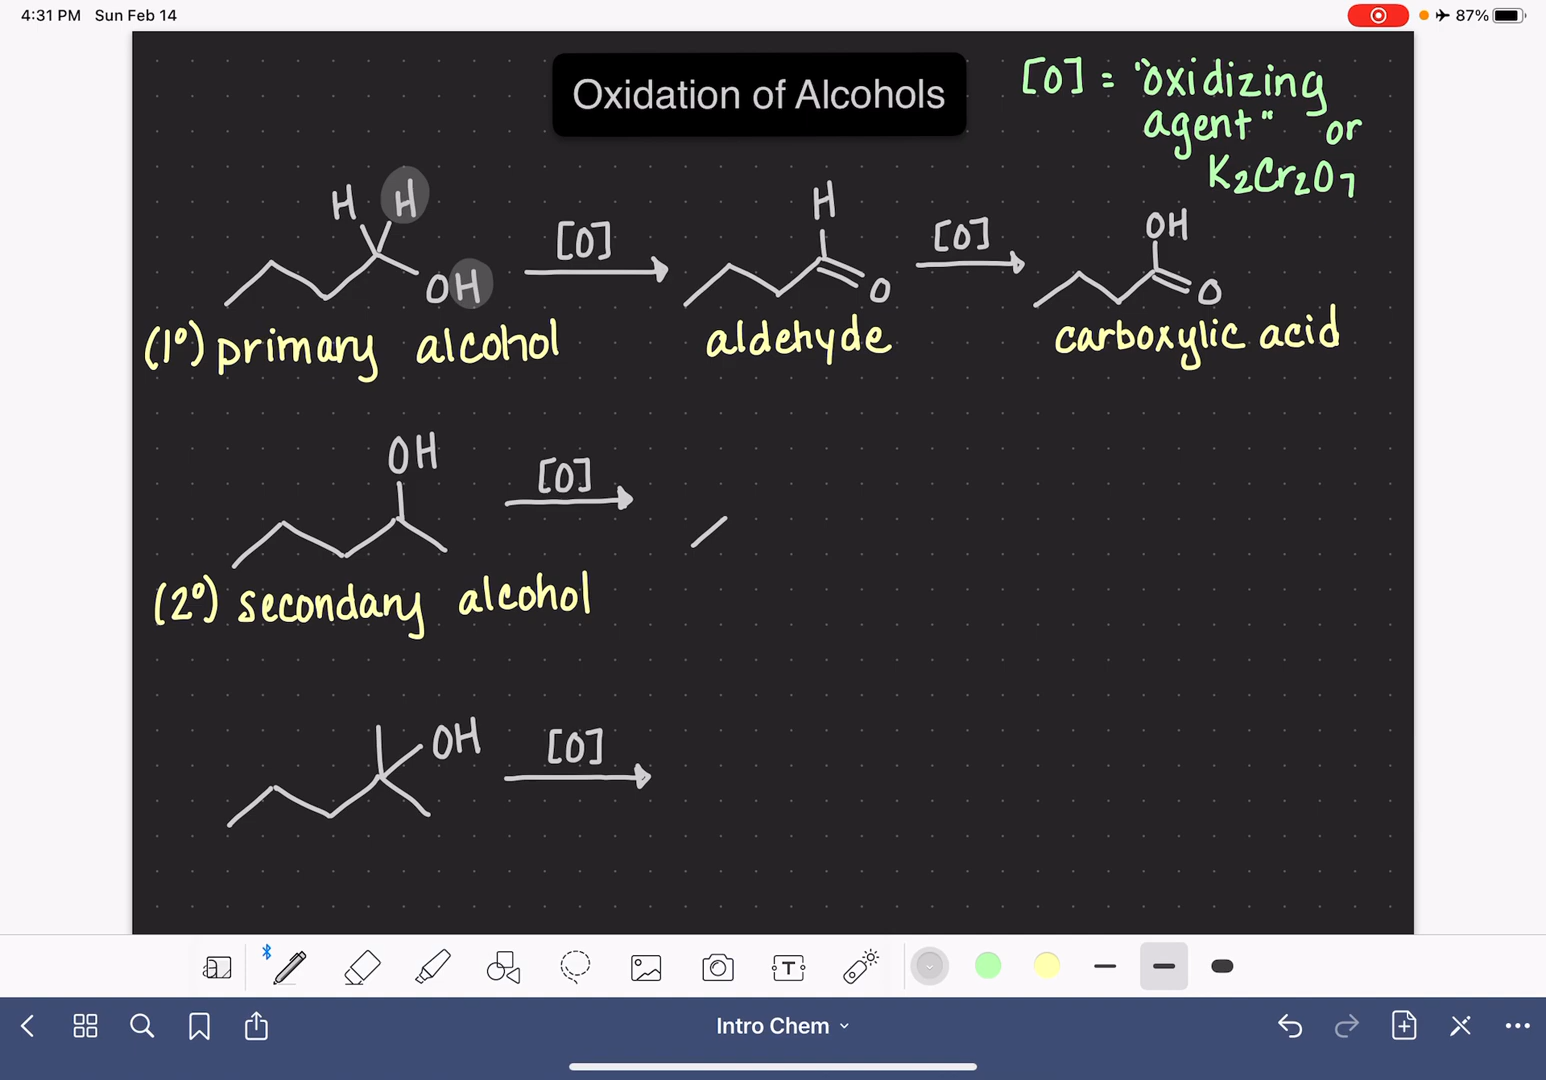 4:31 PM Sun Feb 14
87%
Oxidation of Alcohols
[O] = "oxidizing
agent" or
K₂Cr₂O₇
H H
OH
[O]
H
O
[O]
OH
O
(1°) primary alcohol
aldehyde
carboxylic acid
OH
[O]
(2°) secondary alcohol
OH
[O]
a
T
Intro Chem